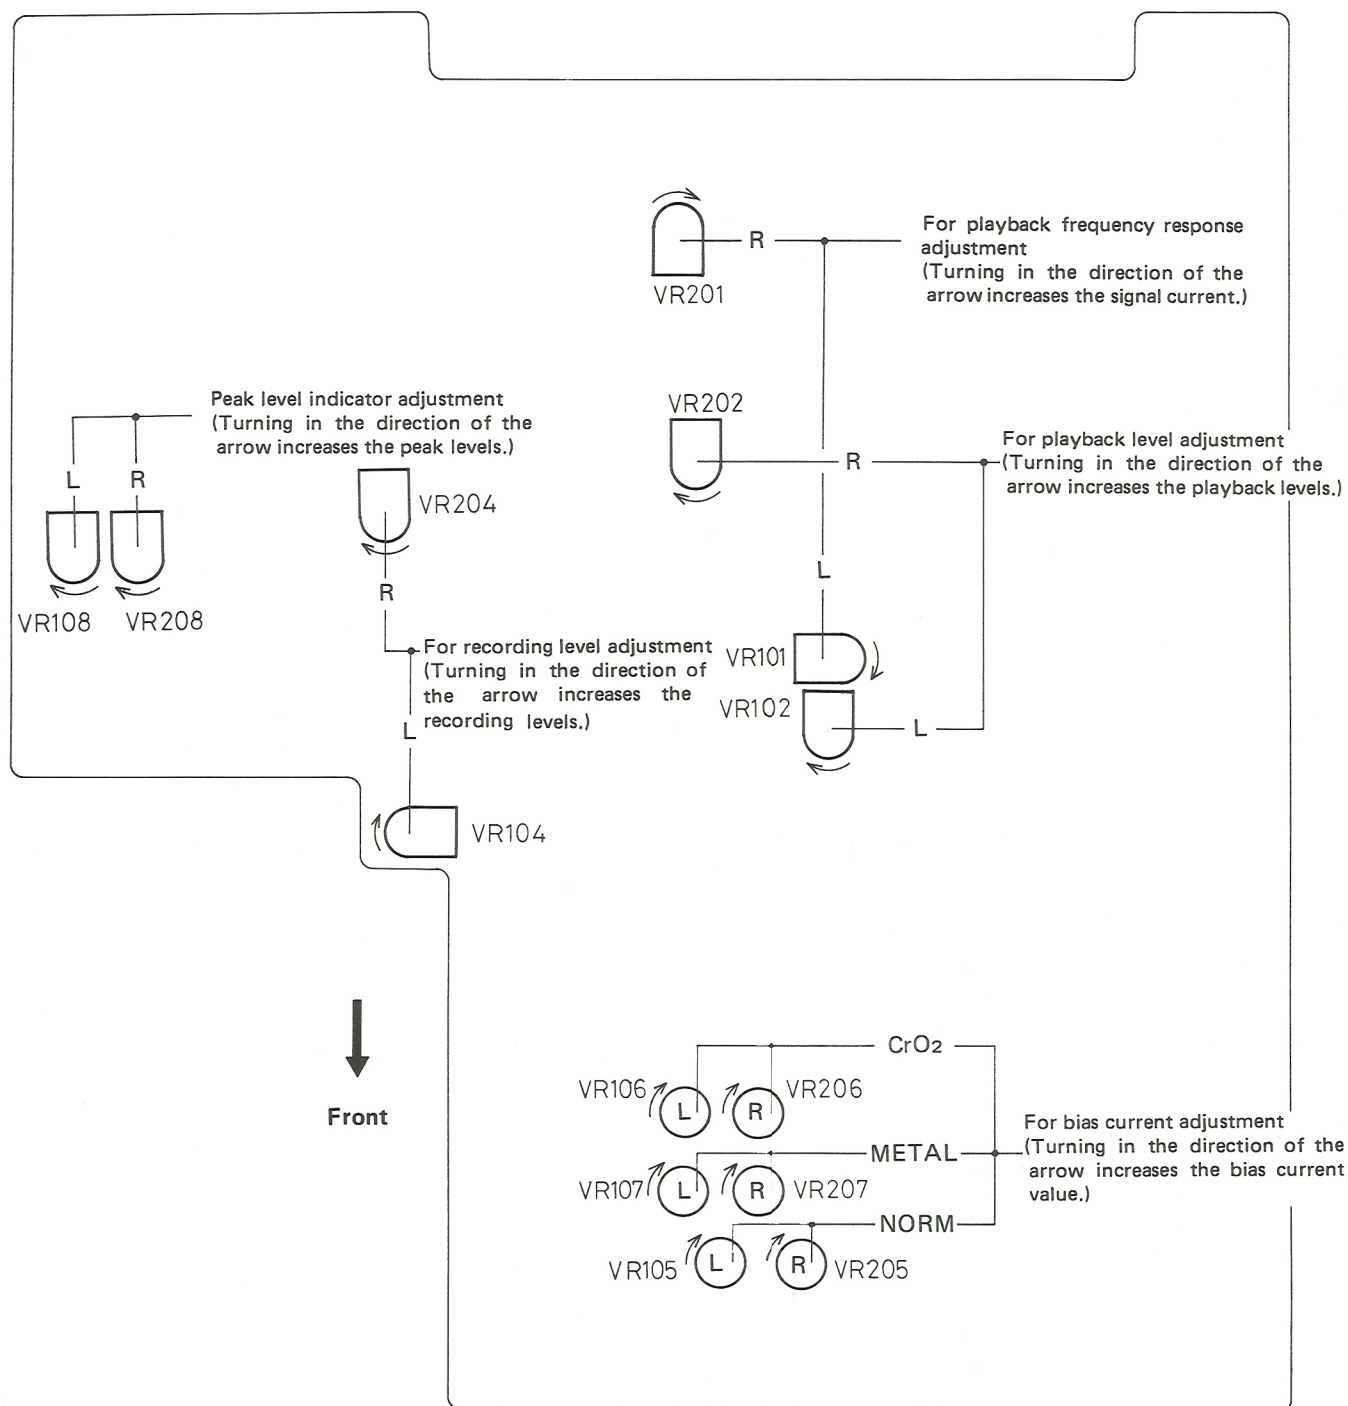 R
For playback frequency response
adjustment
(Turning in the direction of the
arrow increases the signal current.)
VR201
Peak level indicator adjustment
(Turning in the direction of the
arrow increases the peak levels.)
VR202
R
For playback level adjustment
(Turning in the direction of the
arrow increases the playback levels.)
L
R
VR204
VR108
VR208
R
L
For recording level adjustment
(Turning in the direction of
the arrow increases the
recording levels.)
L
VR101
VR102
L
VR104
Front
CrO2
VR106
L
R
VR206
METAL
For bias current adjustment
(Turning in the direction of the
arrow increases the bias current
value.)
VR107
L
R
VR207
NORM
VR105
L
R
VR205